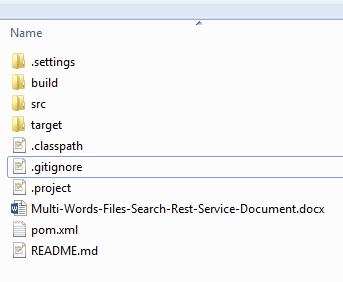 Name
.settings
build
src
target
.classpath
.gitignore
.project
Multi-Words-Files-Search-Rest-Service-Document.docx
pom.xml
README.md